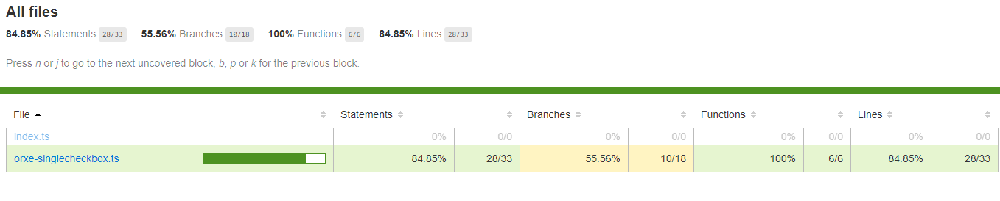 All files
84.85% Statements 28/33 55.56% Branches 10/18 100% Functions 6/6 84.85% Lines 28/33
Press n or j to go to the next uncovered block, b, p or k for the previous block.
File Statements Branches Functions Lines
index.ts 0% 0/0 0% 0/0 0% 0/0 0% 0/0
orxe-singlecheckbox.ts 84.85% 28/33 55.56% 10/18 100% 6/6 84.85% 28/33